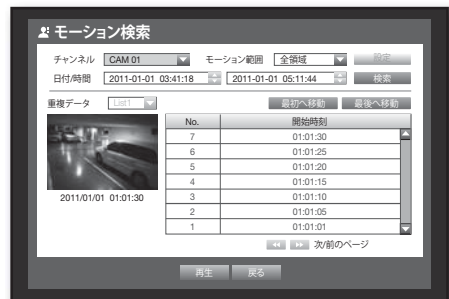 モーション検索
チャンネル CAM 01 モーション範囲 全領域 設定
日付/時間 2011-01-01 03:41:18 2011-01-01 05:11:44 検索
重複データ List1 最初へ移動 最後へ移動
No. 開始時刻
7 01:01:30
6 01:01:25
5 01:01:20
4 01:01:15
3 01:01:10
2 01:01:05
1 01:01:01
2011/01/01 01:01:30
次/前のページ
再生 戻る